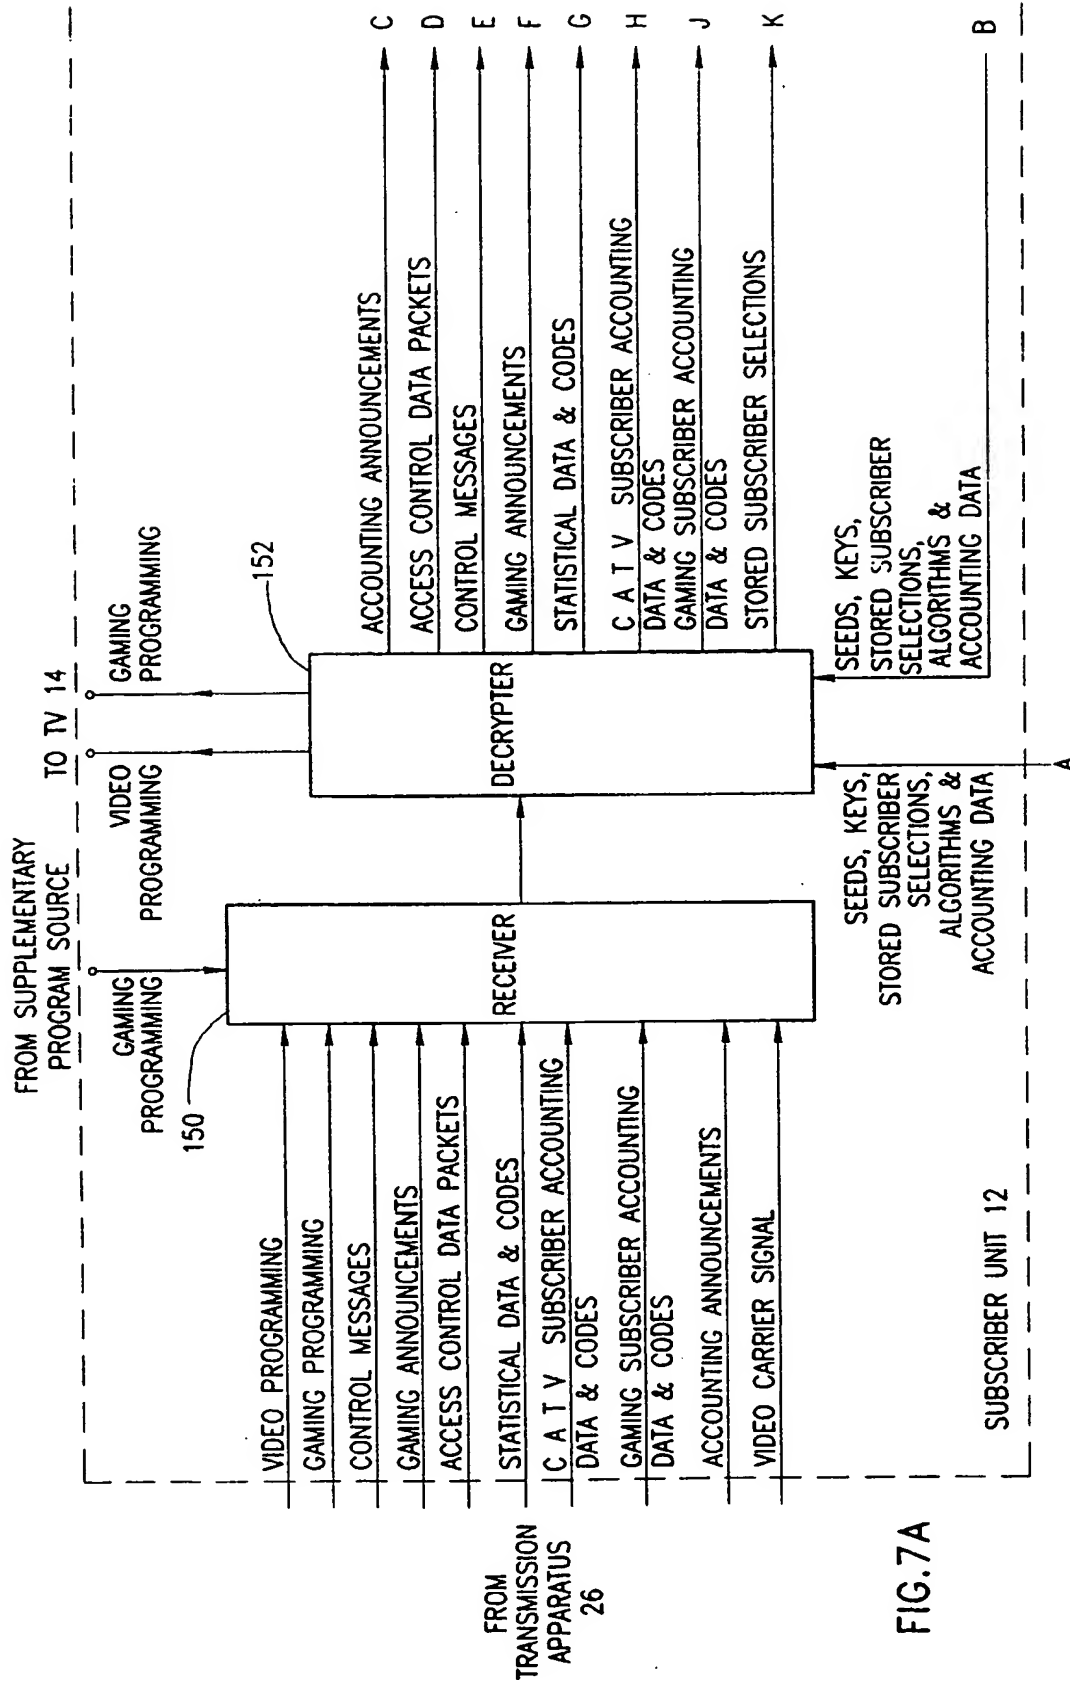 FROM SUPPLEMENTARY
PROGRAM SOURCE
TO TV 14
GAMING
PROGRAMMING
VIDEO
PROGRAMMING
GAMING
PROGRAMMING
150
152
FROM
TRANSMISSION
APPARATUS
26
VIDEO PROGRAMMING
GAMING PROGRAMMING
CONTROL MESSAGES
GAMING ANNOUNCEMENTS
ACCESS CONTROL DATA PACKETS
STATISTICAL DATA & CODES
C A T V SUBSCRIBER ACCOUNTING
DATA & CODES
GAMING SUBSCRIBER ACCOUNTING
DATA & CODES
ACCOUNTING ANNOUNCEMENTS
VIDEO CARRIER SIGNAL
RECEIVER
DECRYPTER
ACCOUNTING ANNOUNCEMENTS
C
ACCESS CONTROL DATA PACKETS
D
CONTROL MESSAGES
E
GAMING ANNOUNCEMENTS
F
STATISTICAL DATA & CODES
G
C A T V SUBSCRIBER ACCOUNTING
DATA & CODES
H
GAMING SUBSCRIBER ACCOUNTING
DATA & CODES
J
STORED SUBSCRIBER SELECTIONS
K
SEEDS, KEYS,
STORED SUBSCRIBER
SELECTIONS,
ALGORITHMS &
ACCOUNTING DATA
A
SEEDS, KEYS,
STORED SUBSCRIBER
SELECTIONS,
ALGORITHMS &
ACCOUNTING DATA
B
SUBSCRIBER UNIT 12
FIG.7A